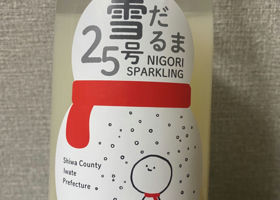 雪だるま
25号
NIGORI
SPARKLING
Shiwa County
Iwate
Prefecture